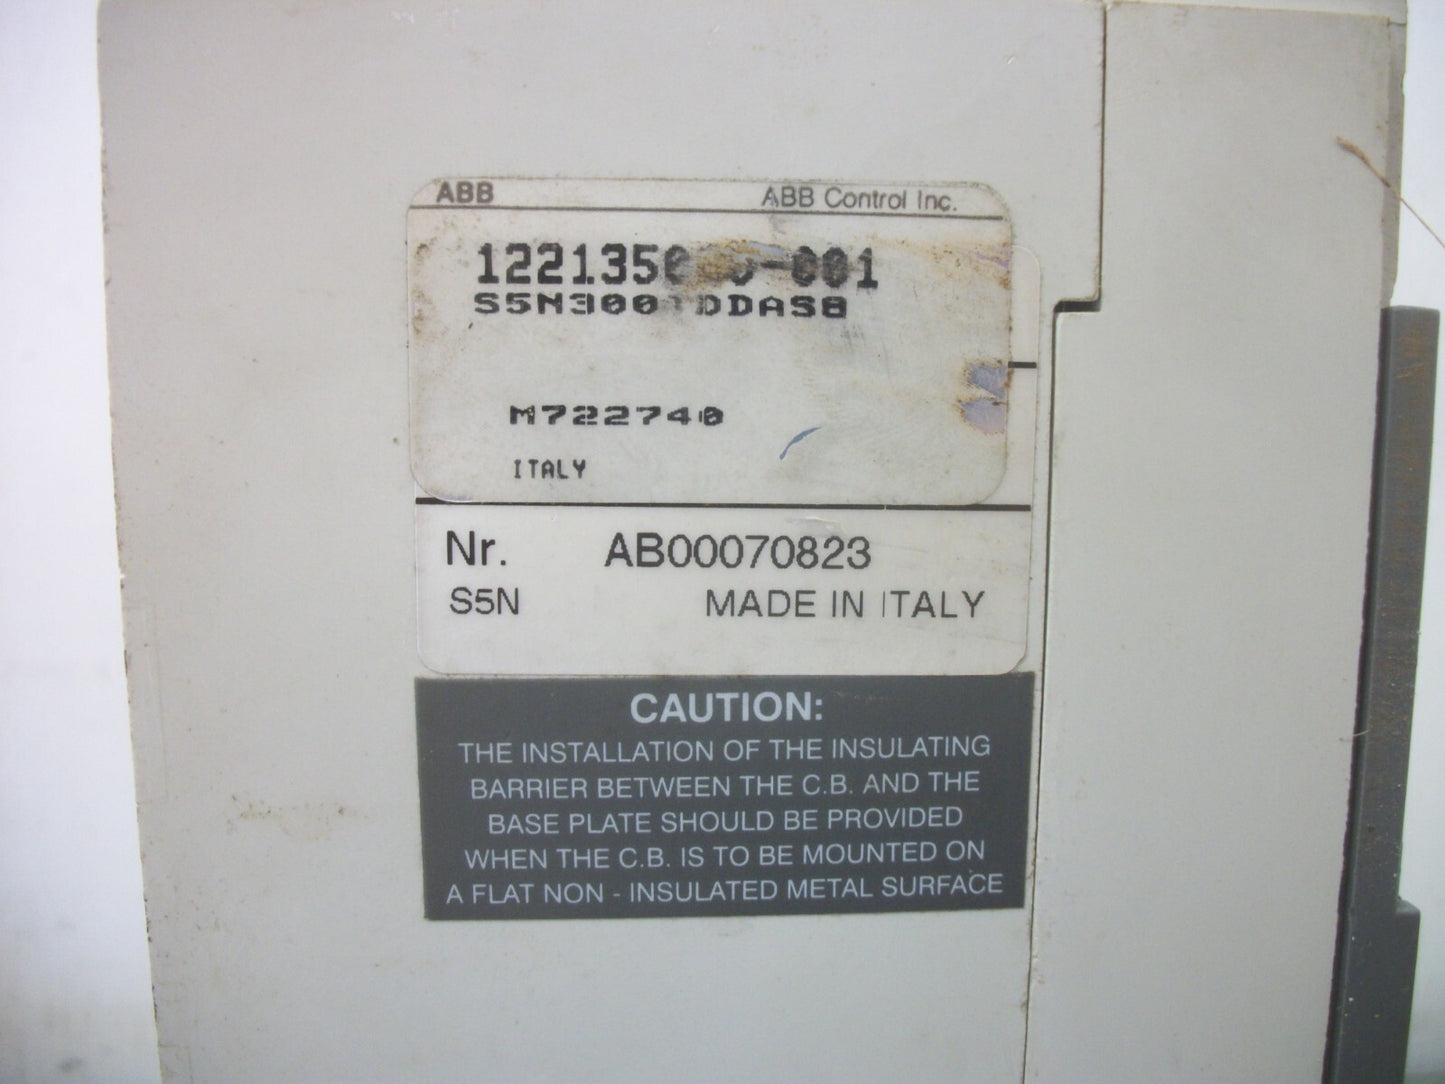 ABB ABB Control Inc.
M722740
ITALY
Nr. AB00070823
S5N MADE IN ITALY
CAUTION:
THE INSTALLATION OF THE INSULATING
BARRIER BETWEEN THE C.B. AND THE
BASE PLATE SHOULD BE PROVIDED
WHEN THE C.B. IS TO BE MOUNTED ON
A FLAT NON - INSULATED METAL SURFACE